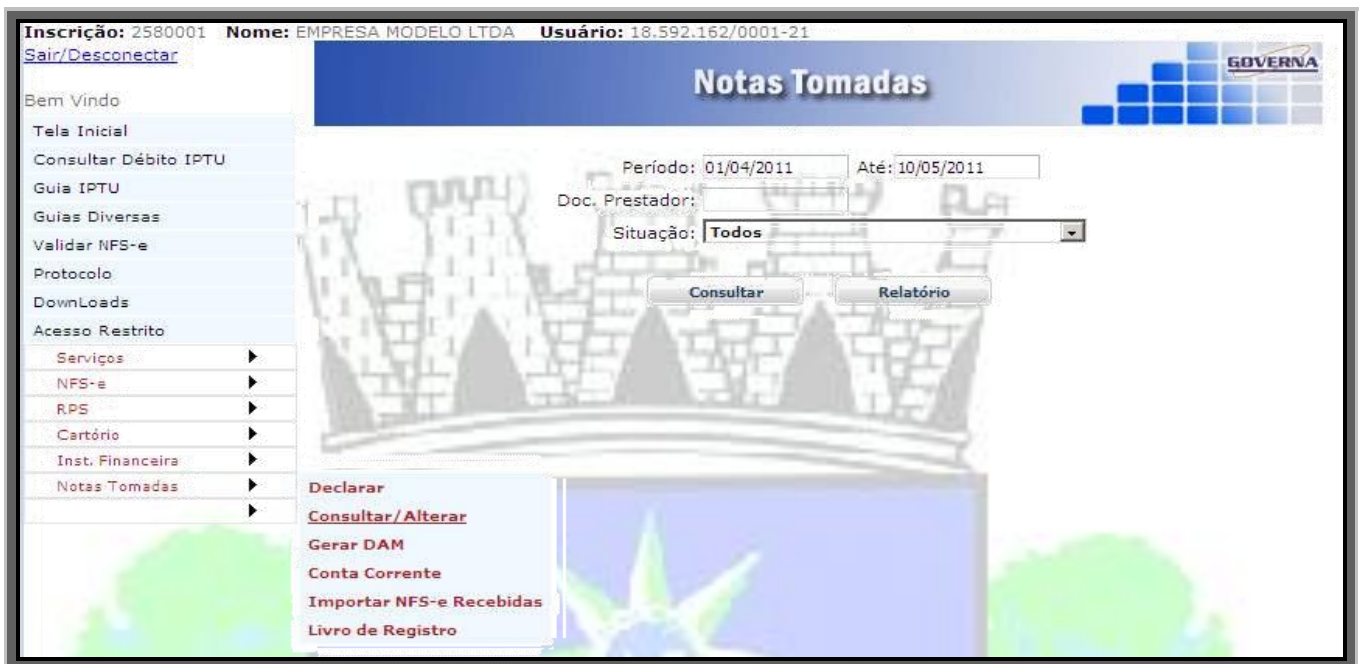 Inscrição: 2580001 Nome: EMPRESA MODELO LTDA Usuário: 18.592.162/0001-21
Sair/Desconectar
Notas Tomadas
GOVERNA
Bem Vindo
Tela Inicial
Consultar Débito IPTU
Guia IPTU
Guias Diversas
Validar NFS-e
Protocolo
DownLoads
Acesso Restrito
Serviços
NFS-e
RPS
Cartório
Inst. Financeira
Notas Tomadas
Período: 01/04/2011 Até: 10/05/2011
Doc. Prestador:
Situação: Todos
Consultar Relatório
Declarar
Consultar/Alterar
Gerar DAM
Conta Corrente
Importar NFS-e Recebidas
Livro de Registro